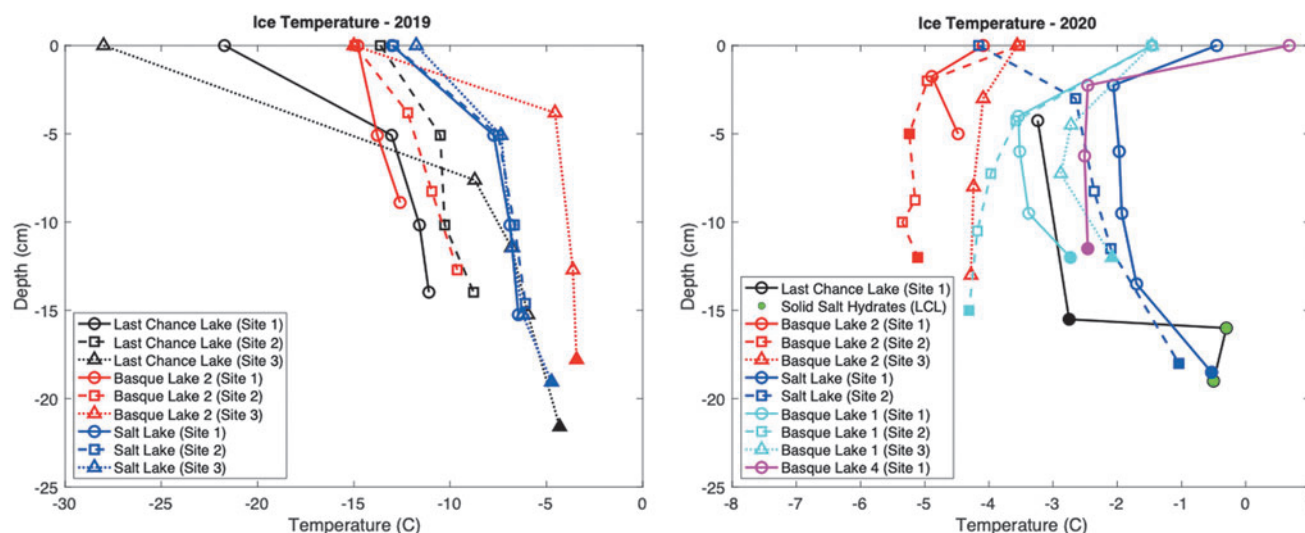 Ice Temperature - 2019
0
-5
-10
-15
-20
-25
Depth (cm)
Last Chance Lake (Site 1)
Last Chance Lake (Site 2)
Last Chance Lake (Site 3)
Basque Lake 2 (Site 1)
Basque Lake 2 (Site 2)
Basque Lake 2 (Site 3)
Salt Lake (Site 1)
Salt Lake (Site 2)
Salt Lake (Site 3)
-30 -25 -20 -15 -10 -5 0
Temperature (C)
Ice Temperature - 2020
0
-5
-10
-15
-20
-25
Depth (cm)
Last Chance Lake (Site 1)
Solid Salt Hydrates (LCL)
Basque Lake 2 (Site 1)
Basque Lake 2 (Site 2)
Basque Lake 2 (Site 3)
Salt Lake (Site 1)
Salt Lake (Site 2)
Basque Lake 1 (Site 1)
Basque Lake 1 (Site 2)
Basque Lake 1 (Site 3)
Basque Lake 4 (Site 1)
-8 -7 -6 -5 -4 -3 -2 -1 0
Temperature (C)